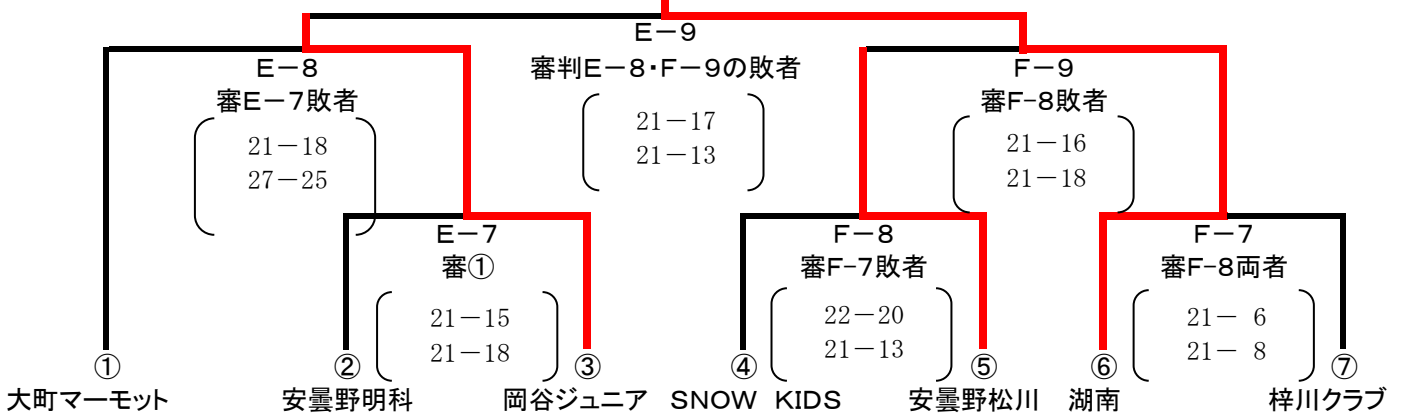 E－9
審判E－8・F－9の敗者
21－17
21－13
E－8
審E－7敗者
21－18
27－25
F－9
審F-8敗者
21－16
21－18
E－7
審①
21－15
21－18
F－8
審F-7敗者
22－20
21－13
F－7
審F-8両者
21－ 6
21－ 8
①
大町マーモット
②
安曇野明科
③
岡谷ジュニア
④
SNOW KIDS
⑤
安曇野松川
⑥
湖南
⑦
梓川クラブ